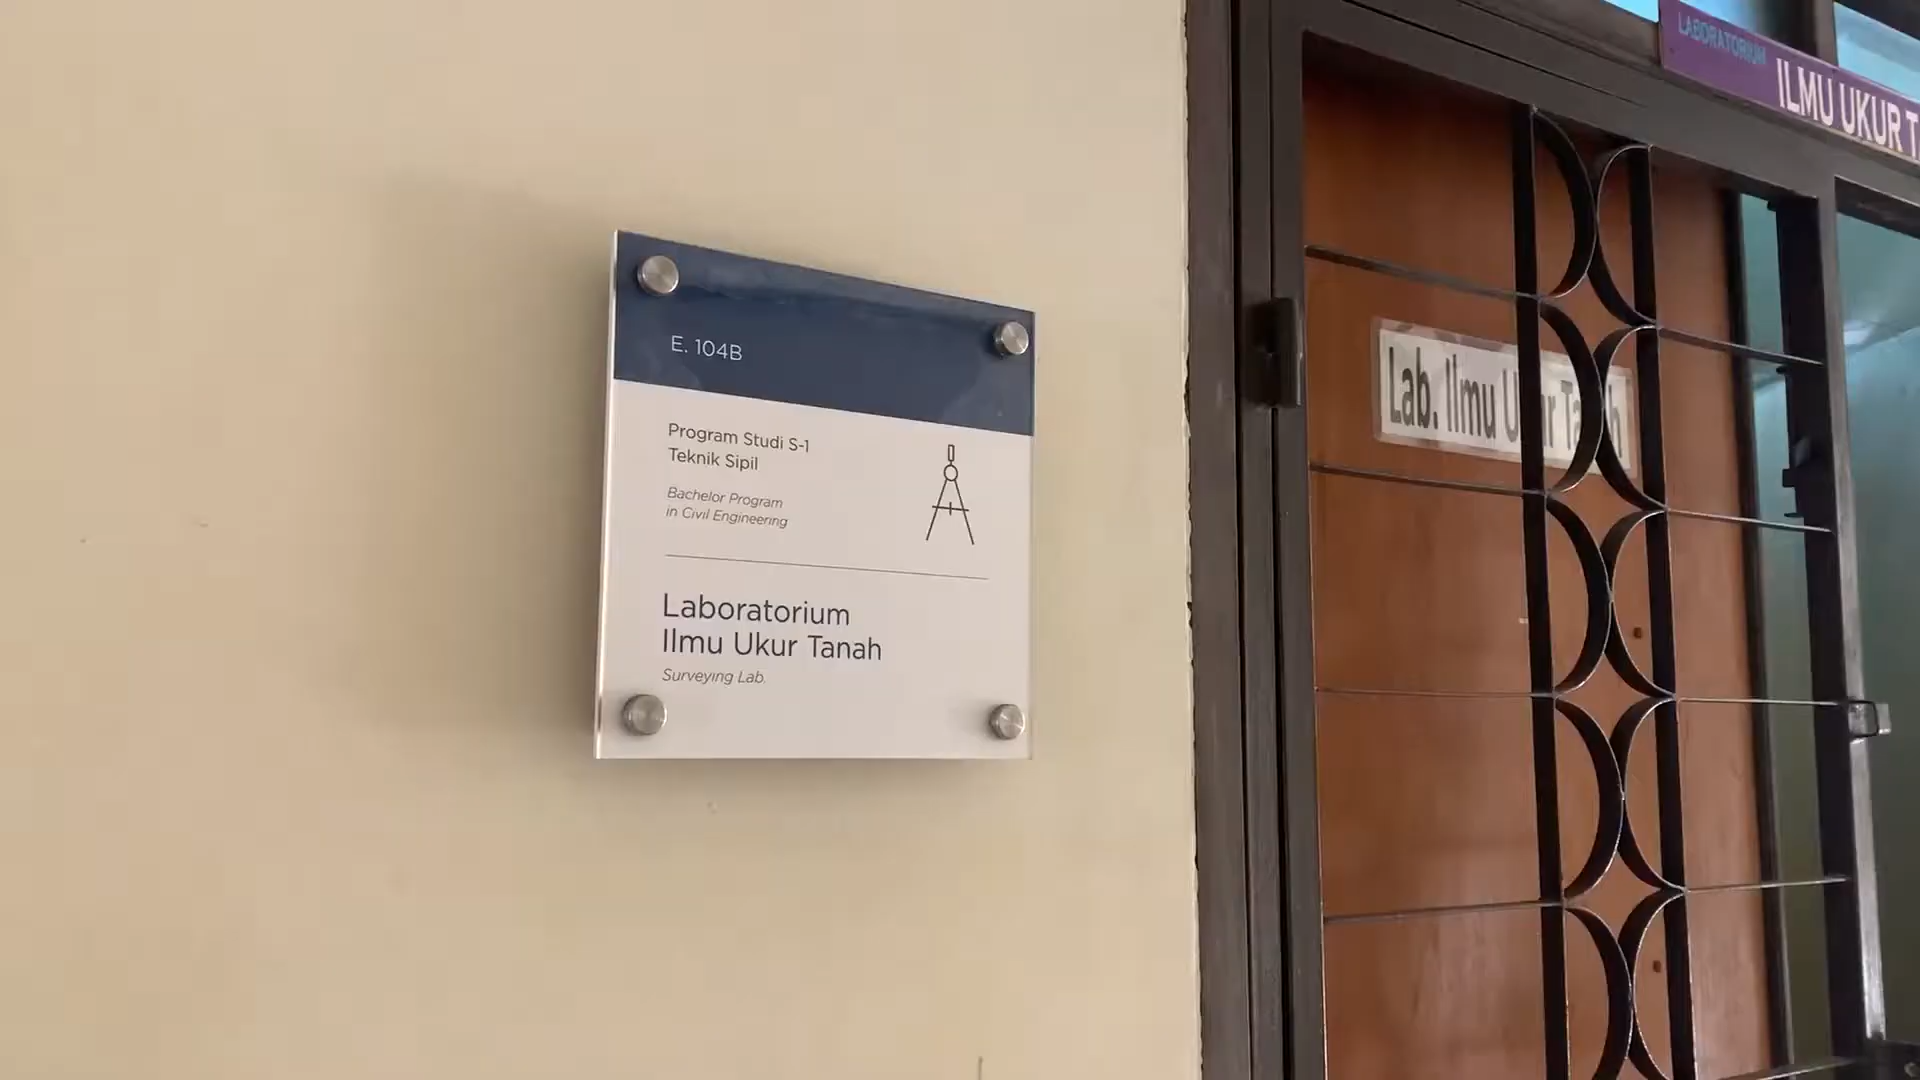 E. 104B
Program Studi S-1
Teknik Sipil
Bachelor Program
in Civil Engineering
Laboratorium
Ilmu Ukur Tanah
Surveying Lab.
LABORATORIUM
ILMU UKUR
Lab. Ilmu Ukur Tanah